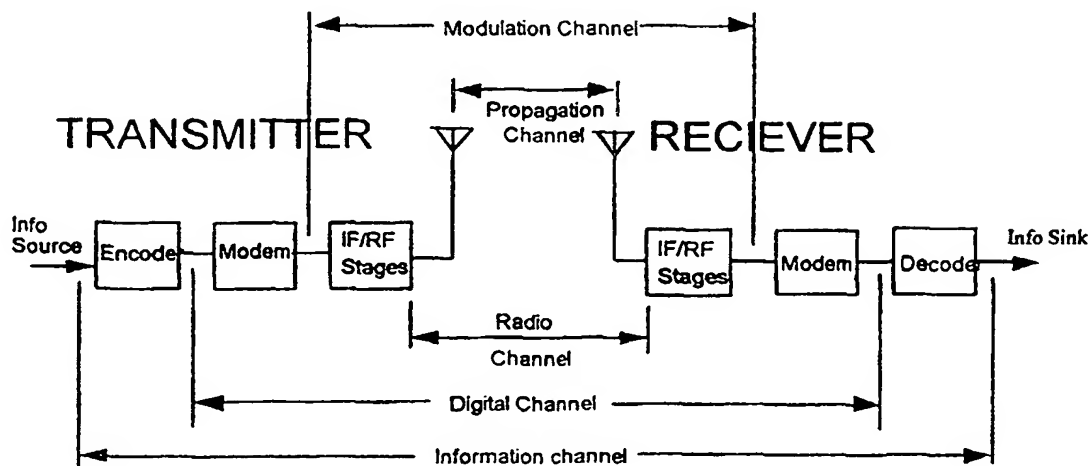 Modulation Channel
Propagation
Channel
TRANSMITTER
RECIEVER
Info
Source
Encode
Modem
IF/RF
Stages
IF/RF
Stages
Modem
Decode
Info Sink
Radio
Channel
Digital Channel
Information channel